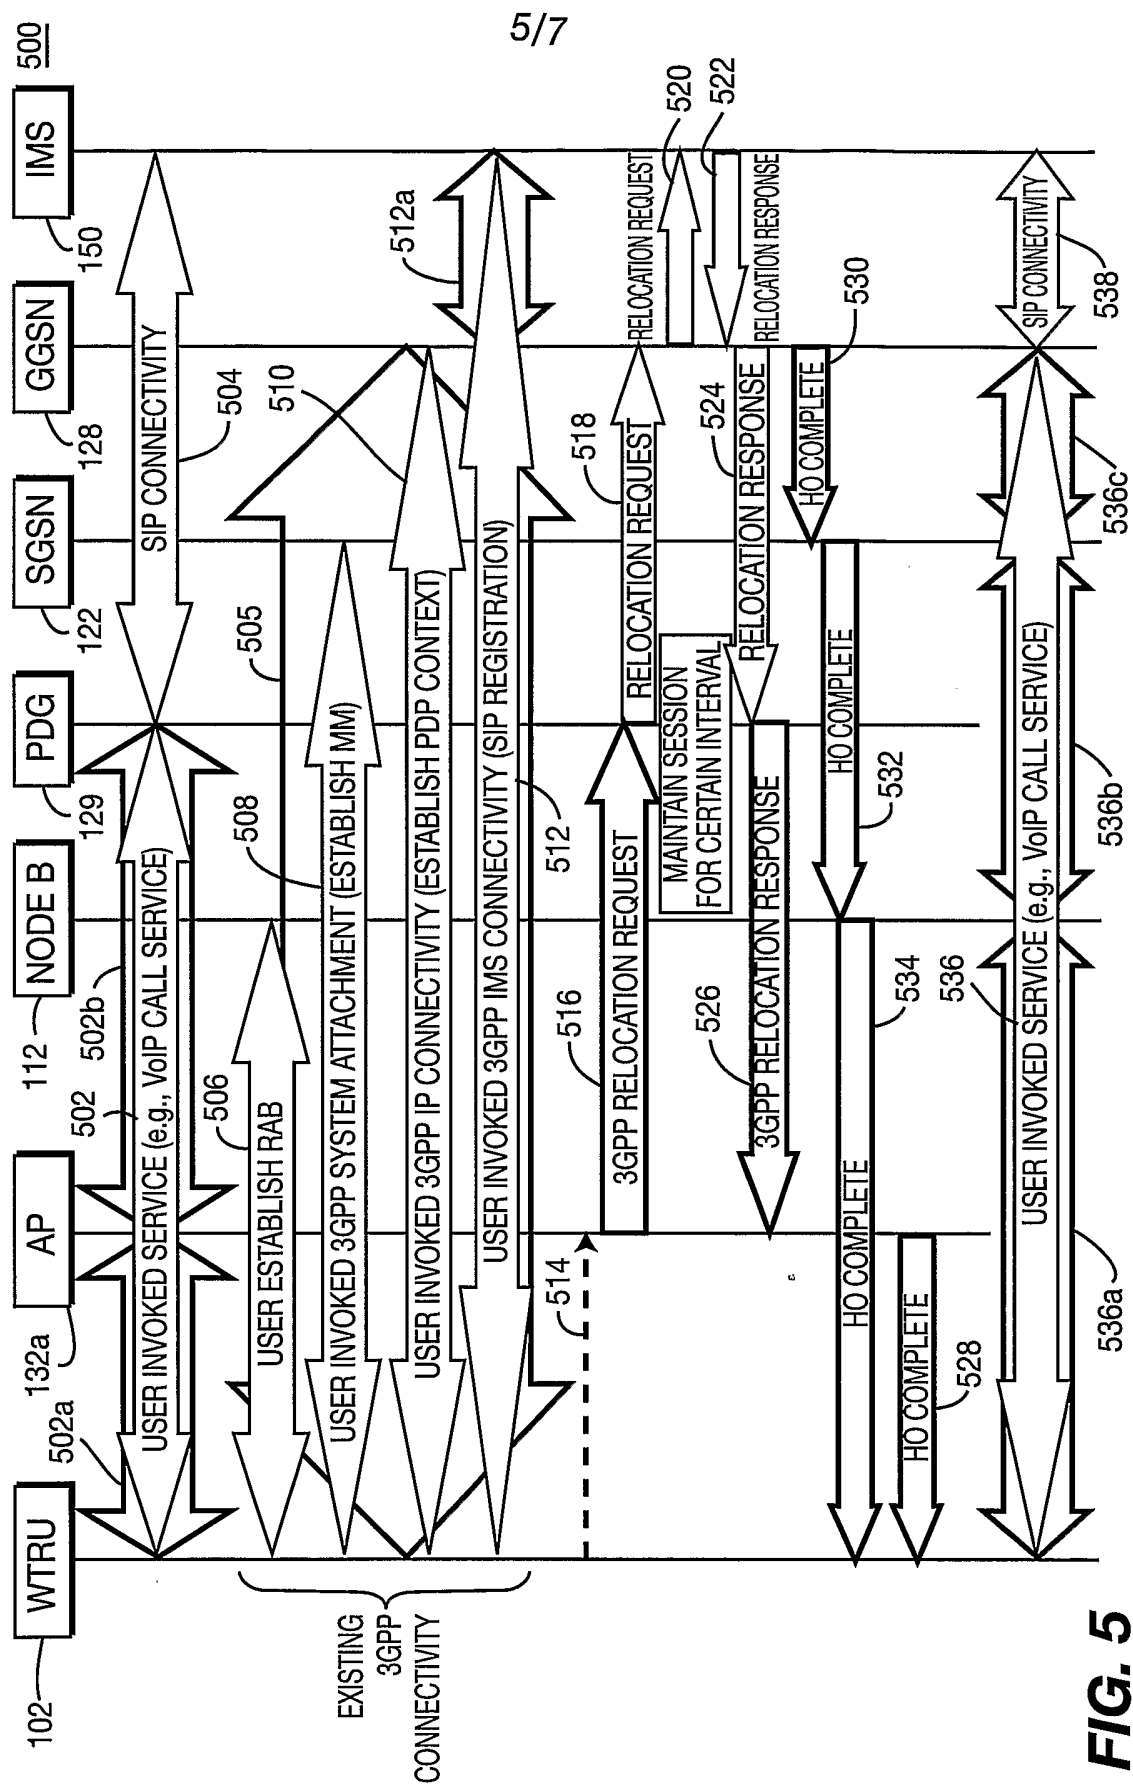 5/7
500
WTRU
AP
NODE B
PDG
SGSN
GGSN
IMS
102
132a
112
129
122
128
150
502a
502
502b
USER INVOKED SERVICE (e.g., VoIP CALL SERVICE)
SIP CONNECTIVITY
504
505
506
USER ESTABLISH RAB
508
USER INVOKED 3GPP SYSTEM ATTACHMENT (ESTABLISH MM)
510
USER INVOKED 3GPP IP CONNECTIVITY (ESTABLISH PDP CONTEXT)
512a
USER INVOKED 3GPP IMS CONNECTIVITY (SIP REGISTRATION)
512
EXISTING
3GPP
CONNECTIVITY
514
516
3GPP RELOCATION REQUEST
518
RELOCATION REQUEST
RELOCATION REQUEST
520
MAINTAIN SESSION
FOR CERTAIN INTERVAL
522
RELOCATION RESPONSE
524
RELOCATION RESPONSE
526
3GPP RELOCATION RESPONSE
530
HO COMPLETE
HO COMPLETE
532
HO COMPLETE
534
HO COMPLETE
528
536
USER INVOKED SERVICE (e.g., VoIP CALL SERVICE)
SIP CONNECTIVITY
538
536a
536b
536c
FIG. 5